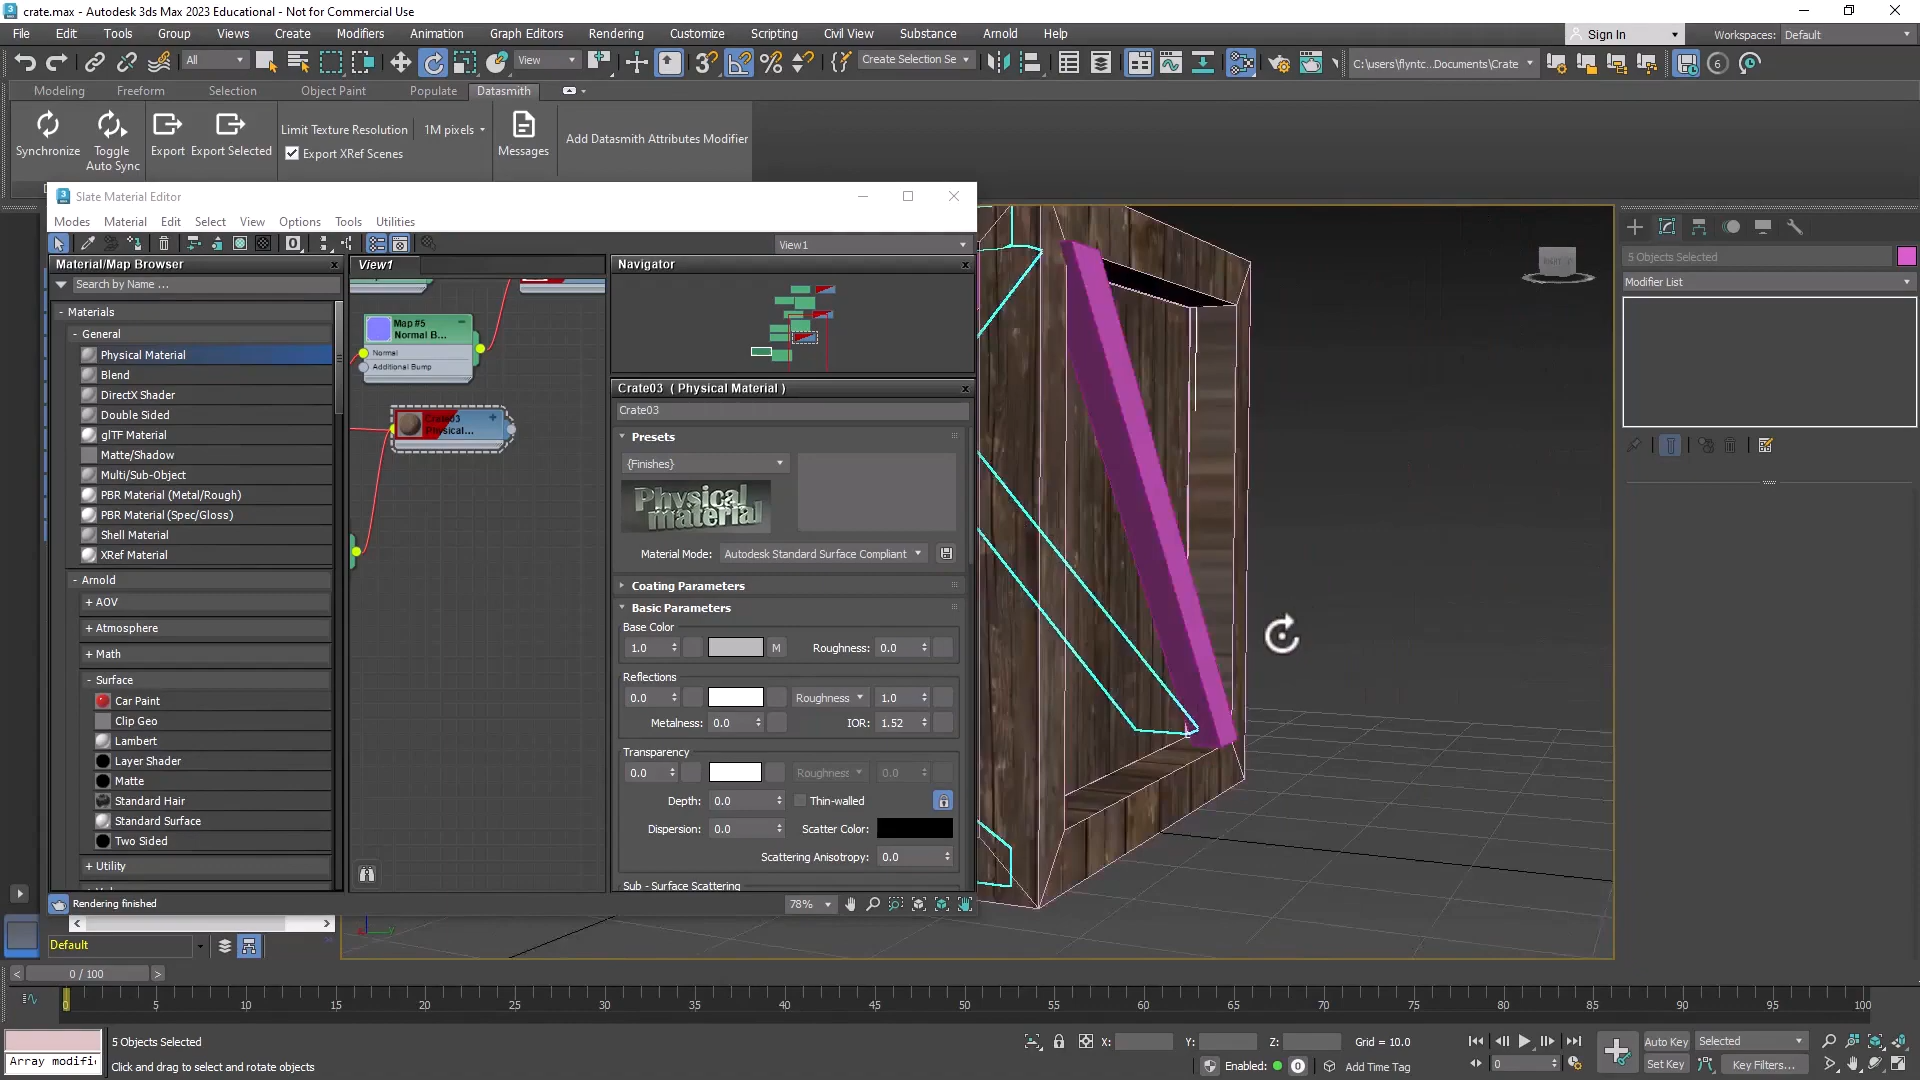 crate.max - Autodesk 3ds Max 2023 Educational - Not for Commercial Use
File Edit Tools Group Views Create Modifiers Animation Graph Editors Rendering Customize Scripting Civil View Substance Arnold Help
Sign In Workspaces: Default
All View Create Selection Se C:\users\flyntc...Documents\Crate 6
Modeling Freeform Selection Object Paint Populate Datasmith
Synchronize Toggle Auto Sync Export Export Selected Limit Texture Resolution 1M pixels Messages Add Datasmith Attributes Modifier
Export XRef Scenes
Slate Material Editor
Modes Material Edit Select View Options Tools Utilities
View1
Material/Map Browser
Search by Name ...
- Materials
- General
Physical Material
Blend
DirectX Shader
Double Sided
glTF Material
Matte/Shadow
Multi/Sub-Object
PBR Material (Metal/Rough)
PBR Material (Spec/Gloss)
Shell Material
XRef Material
- Arnold
+ AOV
+ Atmosphere
+ Math
- Surface
Car Paint
Clip Geo
Lambert
Layer Shader
Matte
Standard Hair
Standard Surface
Two Sided
+ Utility
View1
Map #5
Normal B...
Normal
Additional Bump
Crate03
Physical...
Navigator
Crate03 ( Physical Material )
Crate03
Presets
{Finishes}
Physical material
Material Mode: Autodesk Standard Surface Compliant
Coating Parameters
Basic Parameters
Base Color
1.0 M Roughness: 0.0
Reflections
0.0 Roughness 1.0
Metalness: 0.0 IOR: 1.52
Transparency
0.0 Roughness 0.0
Depth: 0.0 Thin-walled
Dispersion: 0.0 Scatter Color:
Scattering Anisotropy: 0.0
Sub - Surface Scattering
Rendering finished
78%
5 Objects Selected
Modifier List
Default
0 / 100
0 5 10 15 20 25 30 35 40 45 50 55 60 65 70 75 80 85 90 95 100
5 Objects Selected
Click and drag to select and rotate objects
Array modifi
X: Y: Z: Grid = 10.0
Enabled: 0 Add Time Tag
Auto Key Selected
0 Set Key Key Filters...